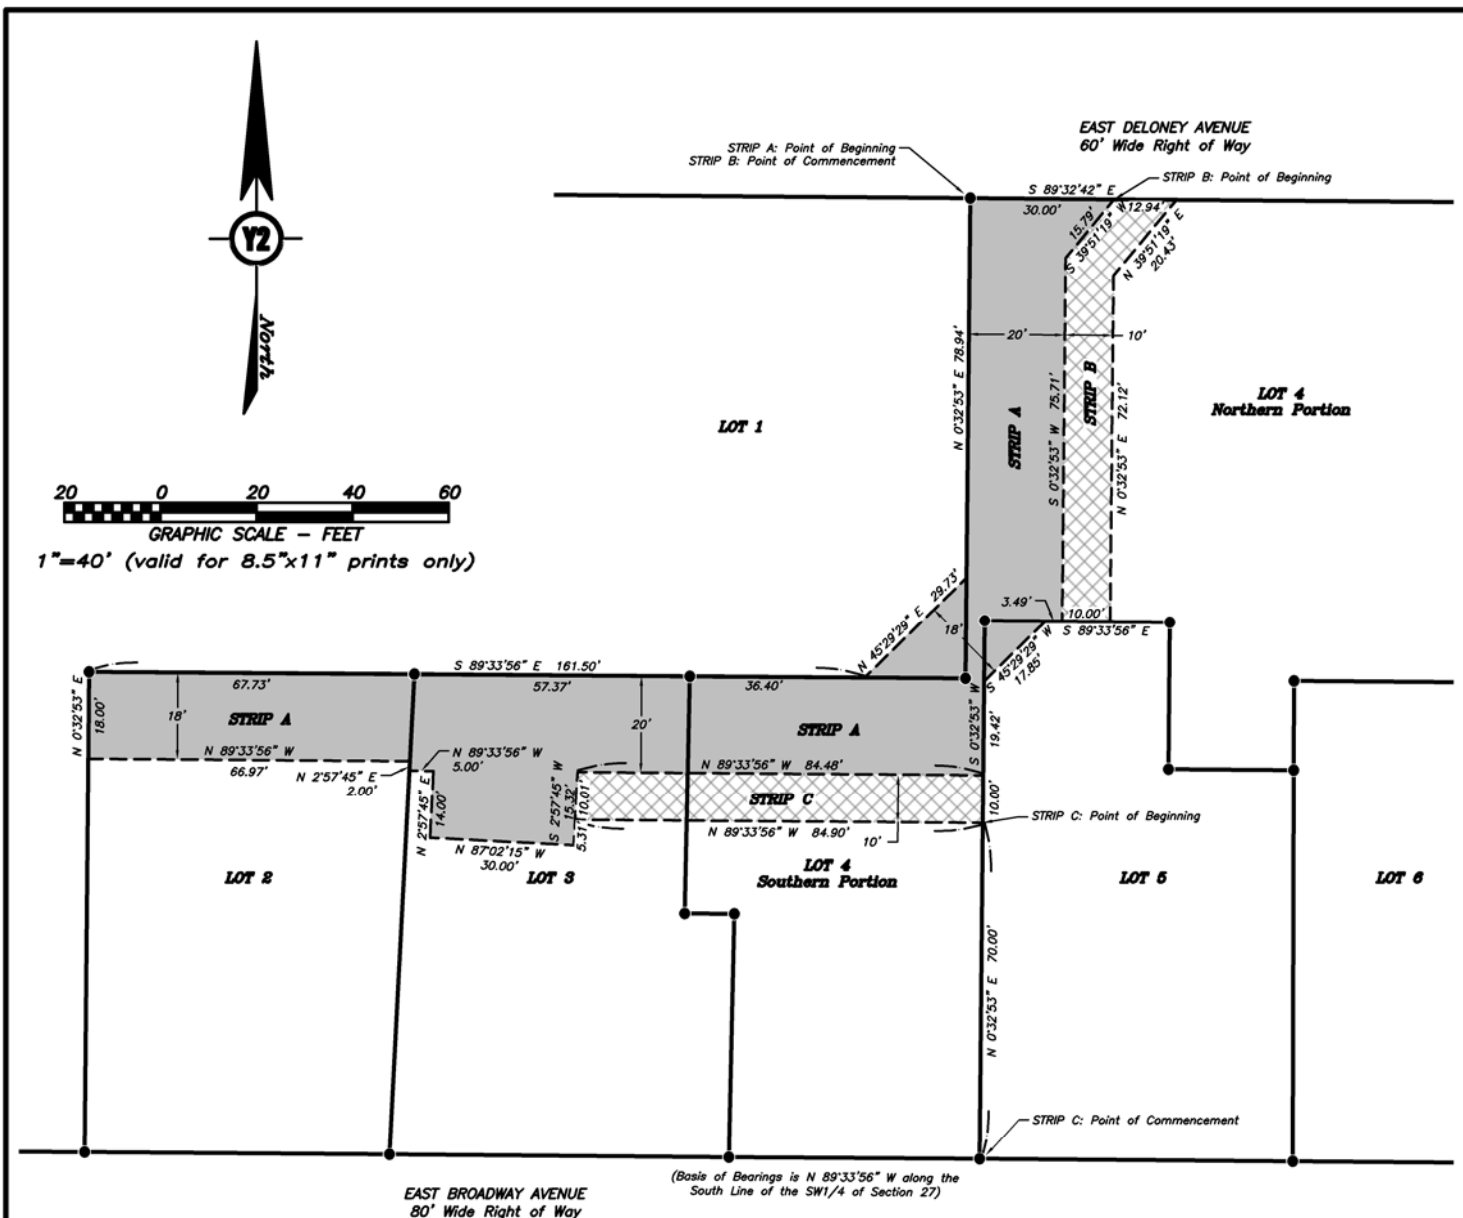 EAST DELONEY AVENUE
60' Wide Right of Way
STRIP A: Point of Beginning
STRIP B: Point of Commencement
STRIP B: Point of Beginning
S 89°32'42" E
30.00'
12.94'
15.79'
S 39°51'19" W
N 39°51'19" E
20.43'
Y2
North
20'
10'
N 0°32'53" E 78.94'
STRIP A
S 0°32'53" W 75.71'
STRIP B
N 0°32'53" E 72.12'
LOT 4
Northern Portion
LOT 1
20 0 20 40 60
GRAPHIC SCALE - FEET
1"=40' (valid for 8.5"x11" prints only)
N 45°29'29" E 29.73'
18'
3.49'
10.00'
S 89°33'56" E
S 45°29'29" W
17.85'
S 89°33'56" E 161.50'
67.73'
57.37'
36.40'
N 0°32'53" E
18.00'
18'
STRIP A
20'
STRIP A
S 0°32'53" W
19.42'
N 89°33'56" W
66.97'
N 89°33'56" W
5.00'
N 2°57'45" E
2.00'
N 2°57'45" E
14.00'
S 2°57'45" W
15.32'
10.01'
5.31'
N 89°33'56" W 84.48'
STRIP C
10.00'
STRIP C: Point of Beginning
N 89°33'56" W 84.90'
10'
N 87°02'15" W
30.00'
LOT 2
LOT 3
LOT 4
Southern Portion
LOT 5
LOT 6
N 0°32'53" E 70.00'
STRIP C: Point of Commencement
(Basis of Bearings is N 89°33'56" W along the
South Line of the SW1/4 of Section 27)
EAST BROADWAY AVENUE
80' Wide Right of Way